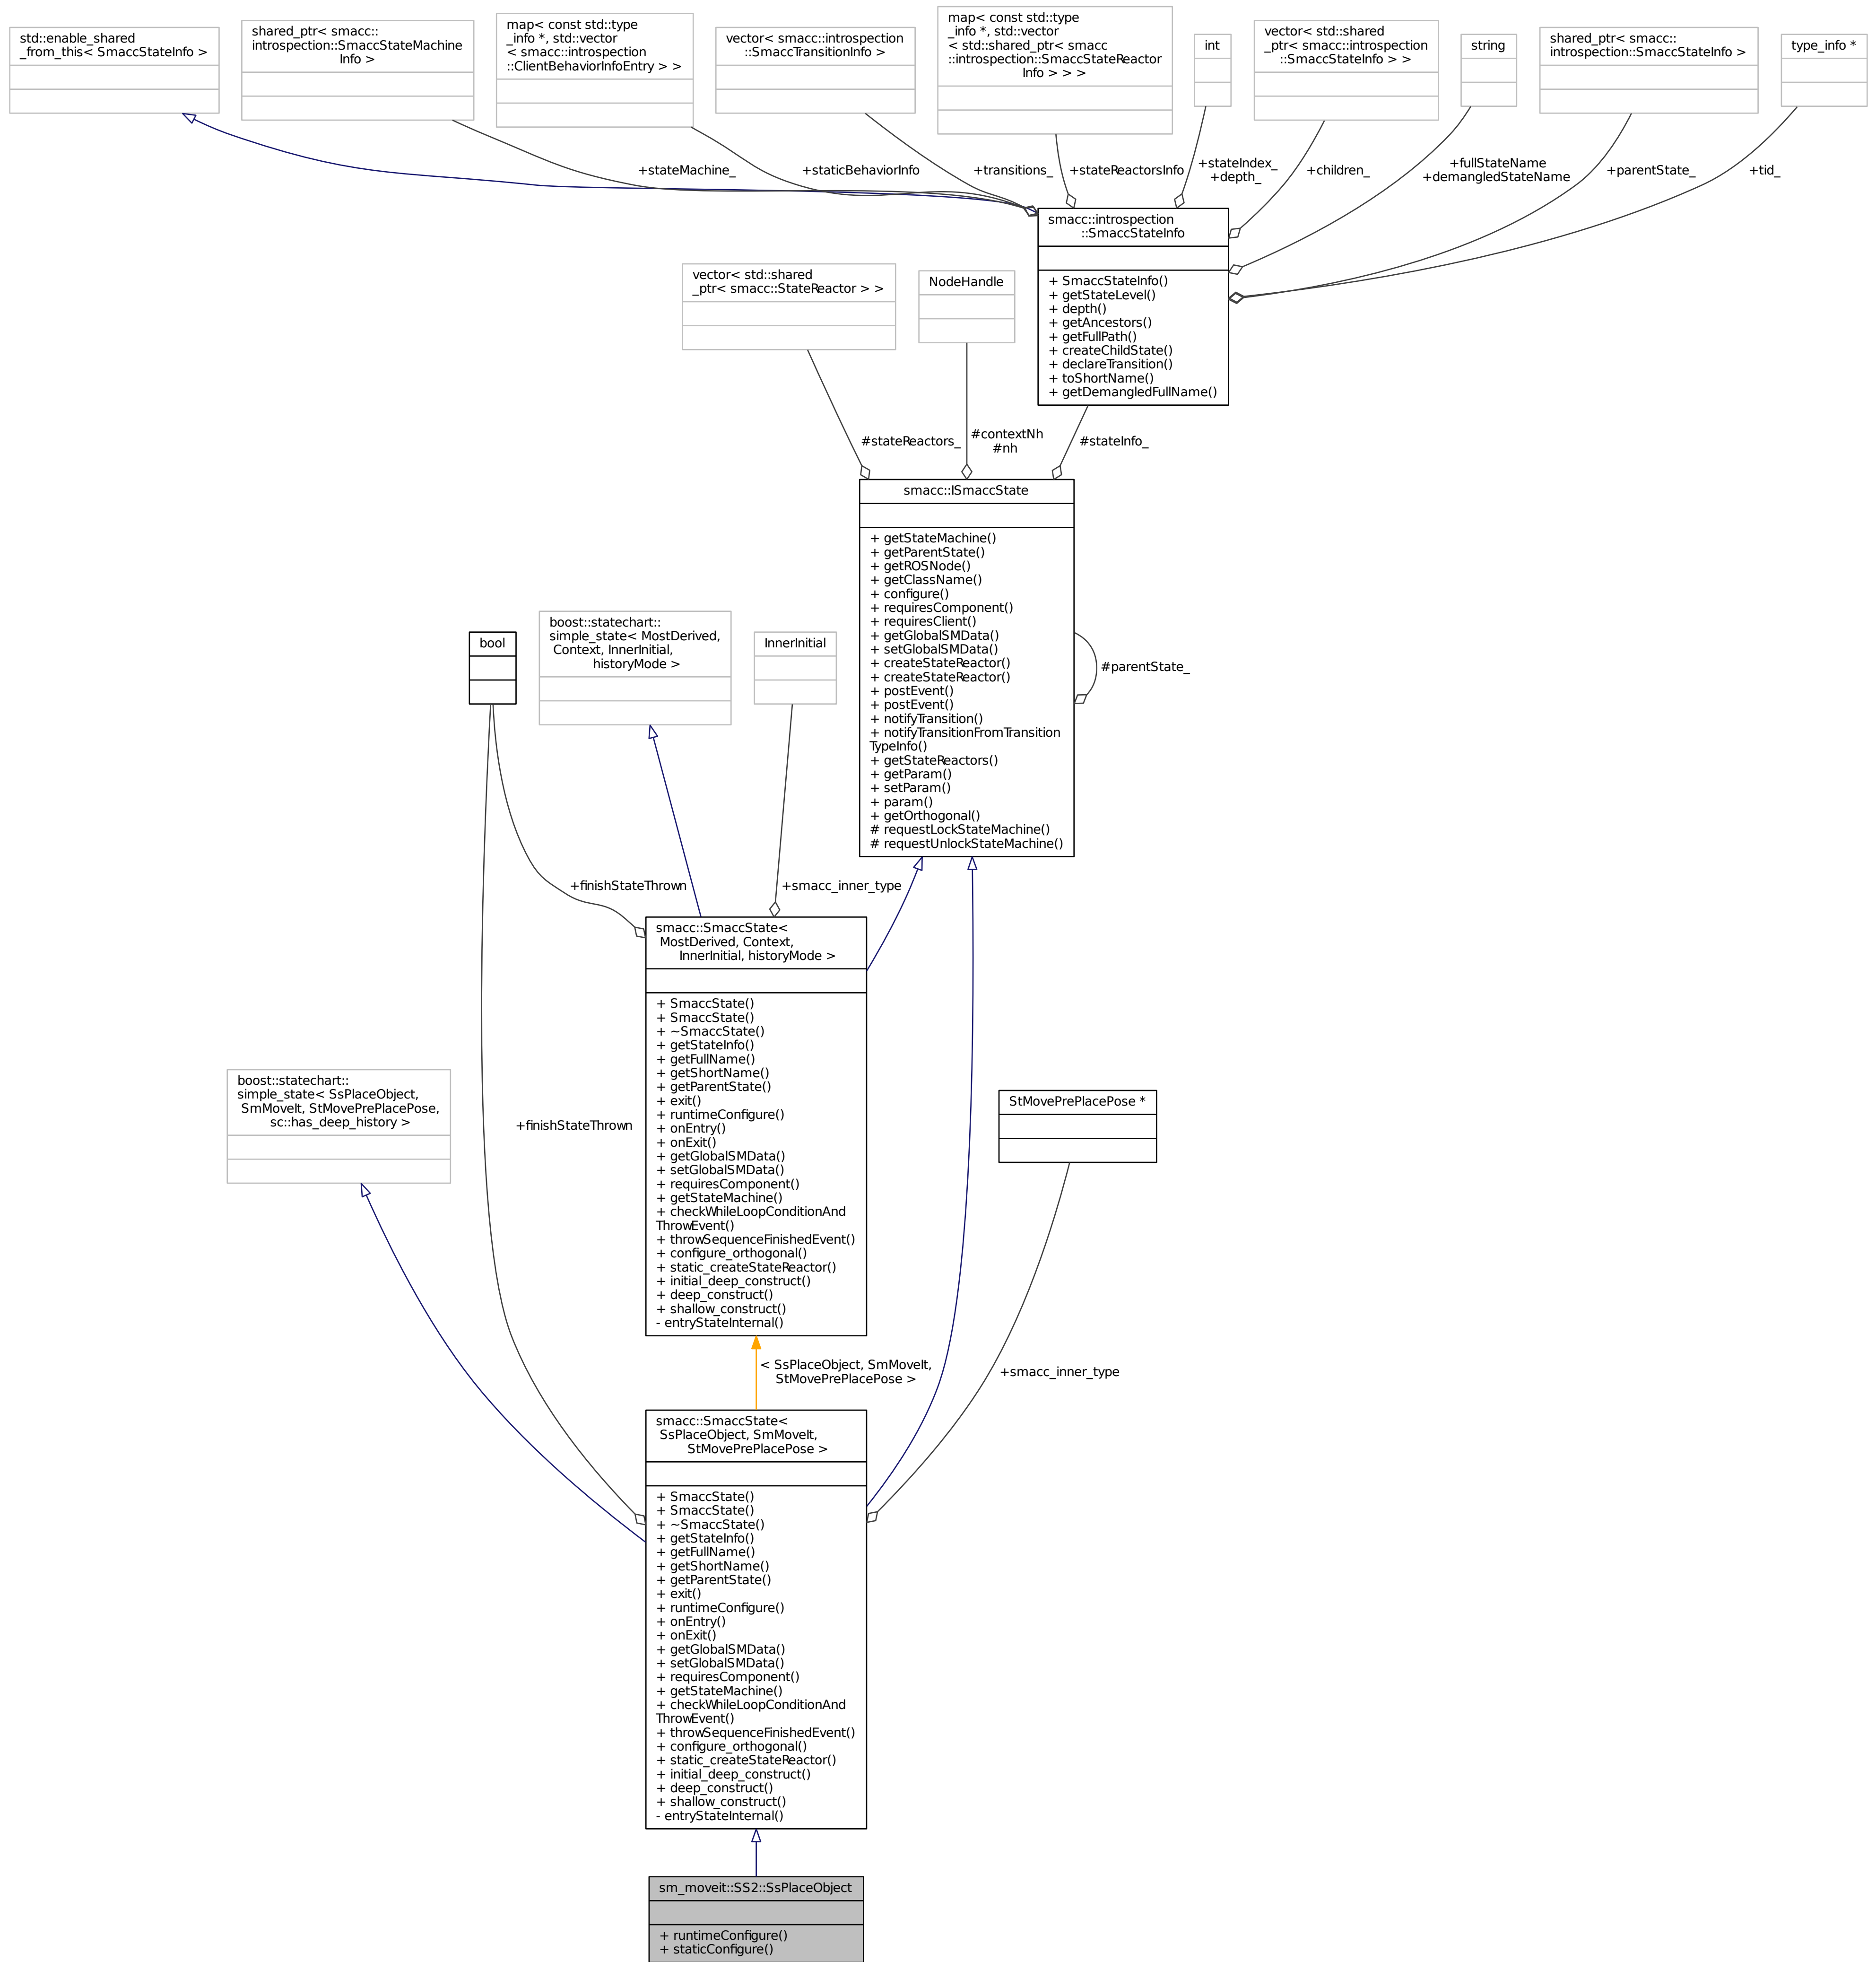 std::enable_shared
_from_this< SmaccStateInfo >
shared_ptr< smacc::
introspection::SmaccStateMachine
Info >
map< const std::type
_info *, std::vector
< smacc::introspection
::ClientBehaviorInfoEntry > >
vector< smacc::introspection
::SmaccTransitionInfo >
map< const std::type
_info *, std::vector
< std::shared_ptr< smacc
::introspection::SmaccStateReactor
Info > > >
int
vector< std::shared
_ptr< smacc::introspection
::SmaccStateInfo > >
string
shared_ptr< smacc::
introspection::SmaccStateInfo >
type_info *
+stateMachine_
+staticBehaviorInfo
+transitions_
+stateReactorsInfo
+stateIndex_
+depth_
+children_
+fullStateName
+demangledStateName
+parentState_
+tid_
smacc::introspection
::SmaccStateInfo
+ SmaccStateInfo()
+ getStateLevel()
+ depth()
+ getAncestors()
+ getFullPath()
+ createChildState()
+ declareTransition()
+ toShortName()
+ getDemangledFullName()
vector< std::shared
_ptr< smacc::StateReactor > >
NodeHandle
#stateReactors_
#contextNh
#nh
#stateInfo_
smacc::ISmaccState
+ getStateMachine()
+ getParentState()
+ getROSNode()
+ getClassName()
+ configure()
+ requiresComponent()
+ requiresClient()
+ getGlobalSMData()
+ setGlobalSMData()
+ createStateReactor()
+ createStateReactor()
+ postEvent()
+ postEvent()
+ notifyTransition()
+ notifyTransitionFromTransition
TypeInfo()
+ getStateReactors()
+ getParam()
+ setParam()
+ param()
+ getOrthogonal()
# requestLockStateMachine()
# requestUnlockStateMachine()
#parentState_
bool
boost::statechart::
simple_state< MostDerived,
Context, InnerInitial,
historyMode >
InnerInitial
+finishStateThrown
+smacc_inner_type
smacc::SmaccState<
MostDerived, Context,
InnerInitial, historyMode >
+ SmaccState()
+ SmaccState()
+ ~SmaccState()
+ getStateInfo()
+ getFullName()
+ getShortName()
+ getParentState()
+ exit()
+ runtimeConfigure()
+ onEntry()
+ onExit()
+ getGlobalSMData()
+ setGlobalSMData()
+ requiresComponent()
+ getStateMachine()
+ checkWhileLoopConditionAnd
ThrowEvent()
+ throwSequenceFinishedEvent()
+ configure_orthogonal()
+ static_createStateReactor()
+ initial_deep_construct()
+ deep_construct()
+ shallow_construct()
- entryStateInternal()
boost::statechart::
simple_state< SsPlaceObject,
SmMoveIt, StMovePrePlacePose,
sc::has_deep_history >
+finishStateThrown
StMovePrePlacePose *
< SsPlaceObject, SmMoveIt,
StMovePrePlacePose >
+smacc_inner_type
smacc::SmaccState<
SsPlaceObject, SmMoveIt,
StMovePrePlacePose >
+ SmaccState()
+ SmaccState()
+ ~SmaccState()
+ getStateInfo()
+ getFullName()
+ getShortName()
+ getParentState()
+ exit()
+ runtimeConfigure()
+ onEntry()
+ onExit()
+ getGlobalSMData()
+ setGlobalSMData()
+ requiresComponent()
+ getStateMachine()
+ checkWhileLoopConditionAnd
ThrowEvent()
+ throwSequenceFinishedEvent()
+ configure_orthogonal()
+ static_createStateReactor()
+ initial_deep_construct()
+ deep_construct()
+ shallow_construct()
- entryStateInternal()
sm_moveit::SS2::SsPlaceObject
+ runtimeConfigure()
+ staticConfigure()